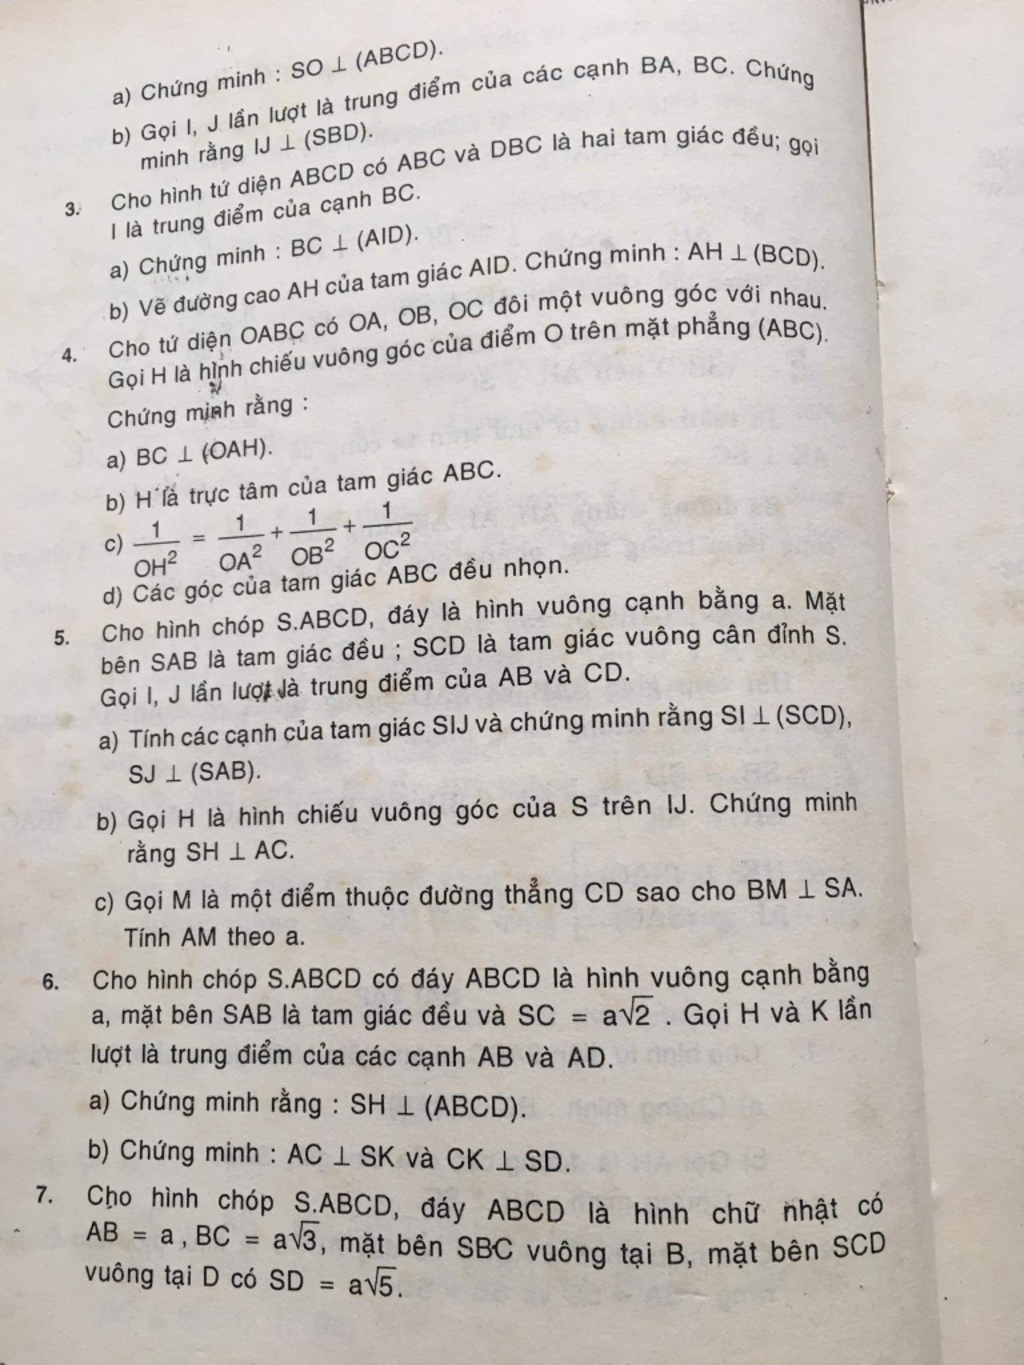 a) Chứng minh : SO ⊥ (ABCD).
b) Gọi I, J lần lượt là trung điểm của các cạnh BA, BC. Chứng
minh rằng IJ ⊥ (SBD).
3. Cho hình tứ diện ABCD có ABC và DBC là hai tam giác đều; gọi
I là trung điểm của cạnh BC.
a) Chứng minh : BC ⊥ (AID).
b) Vẽ đường cao AH của tam giác AID. Chứng minh : AH ⊥ (BCD).
4. Cho tứ diện OABC có OA, OB, OC đôi một vuông góc với nhau.
Gọi H là hình chiếu vuông góc của điểm O trên mặt phẳng (ABC).
Chứng minh rằng :
a) BC ⊥ (OAH).
b) H là trực tâm của tam giác ABC.
c) 1/OH² = 1/OA² + 1/OB² + 1/OC²
d) Các góc của tam giác ABC đều nhọn.
5. Cho hình chóp S.ABCD, đáy là hình vuông cạnh bằng a. Mặt
bên SAB là tam giác đều ; SCD là tam giác vuông cân đỉnh S.
Gọi I, J lần lượt là trung điểm của AB và CD.
a) Tính các cạnh của tam giác SIJ và chứng minh rằng SI ⊥ (SCD),
SJ ⊥ (SAB).
b) Gọi H là hình chiếu vuông góc của S trên IJ. Chứng minh
rằng SH ⊥ AC.
c) Gọi M là một điểm thuộc đường thẳng CD sao cho BM ⊥ SA.
Tính AM theo a.
6. Cho hình chóp S.ABCD có đáy ABCD là hình vuông cạnh bằng
a, mặt bên SAB là tam giác đều và SC = a√2 . Gọi H và K lần
lượt là trung điểm của các cạnh AB và AD.
a) Chứng minh rằng : SH ⊥ (ABCD).
b) Chứng minh : AC ⊥ SK và CK ⊥ SD.
7. Cho hình chóp S.ABCD, đáy ABCD là hình chữ nhật có
AB = a , BC = a√3, mặt bên SBC vuông tại B, mặt bên SCD
vuông tại D có SD = a√5.